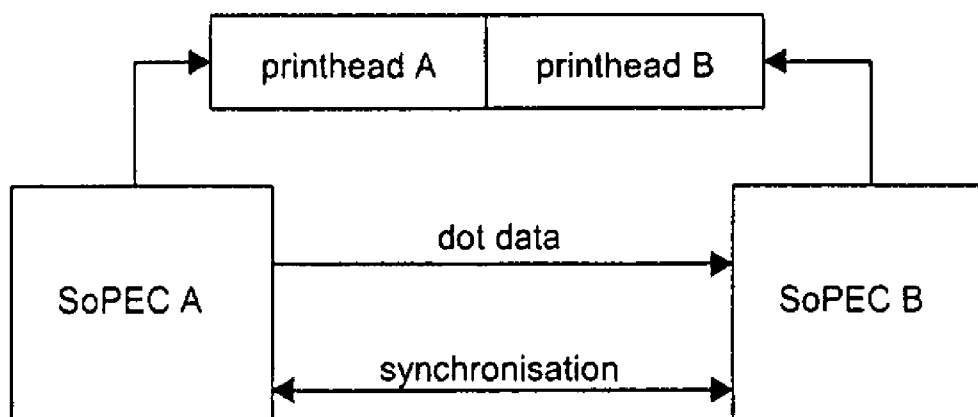 printhead A printhead B
dot data
SoPEC A SoPEC B
synchronisation